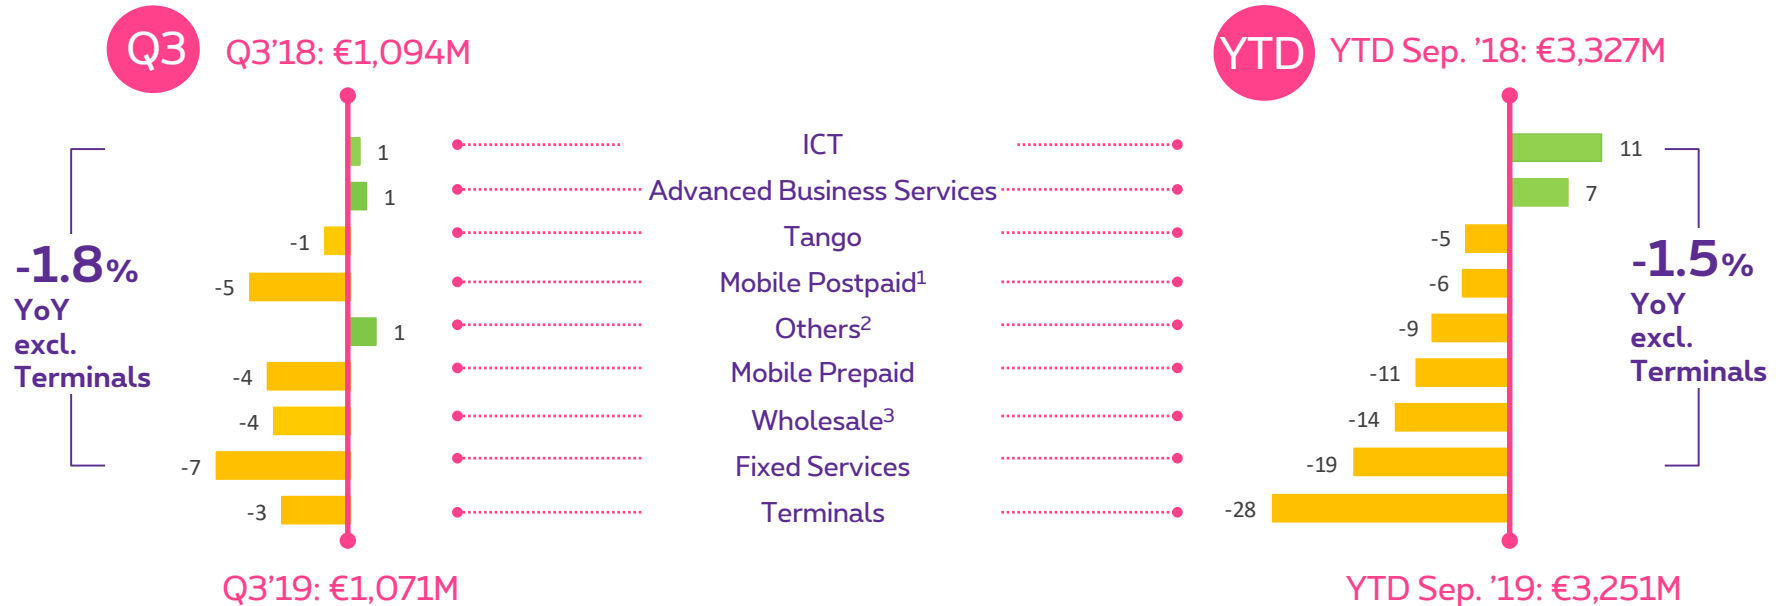 Q3
Q3’18: €1,094M
YTD
YTD Sep. ’18: €3,327M
1
ICT
11
1
Advanced Business Services
7
-1
Tango
-5
-5
Mobile Postpaid¹
-6
1
Others²
-9
-4
Mobile Prepaid
-11
-4
Wholesale³
-14
-7
Fixed Services
-19
-3
Terminals
-28
-1.8%
YoY
excl.
Terminals
-1.5%
YoY
excl.
Terminals
Q3’19: €1,071M
YTD Sep. ’19: €3,251M